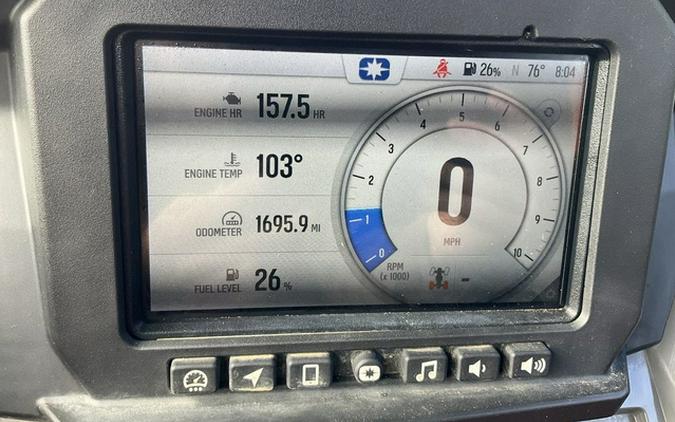 26% N 76° 8:04
ENGINE HR 157.5 HR
ENGINE TEMP 103°
ODOMETER 1695.9 MI
FUEL LEVEL 26 %
0 1 2 3 4 5 6 7 8 9 10
0
MPH
RPM
(x 1000)
-